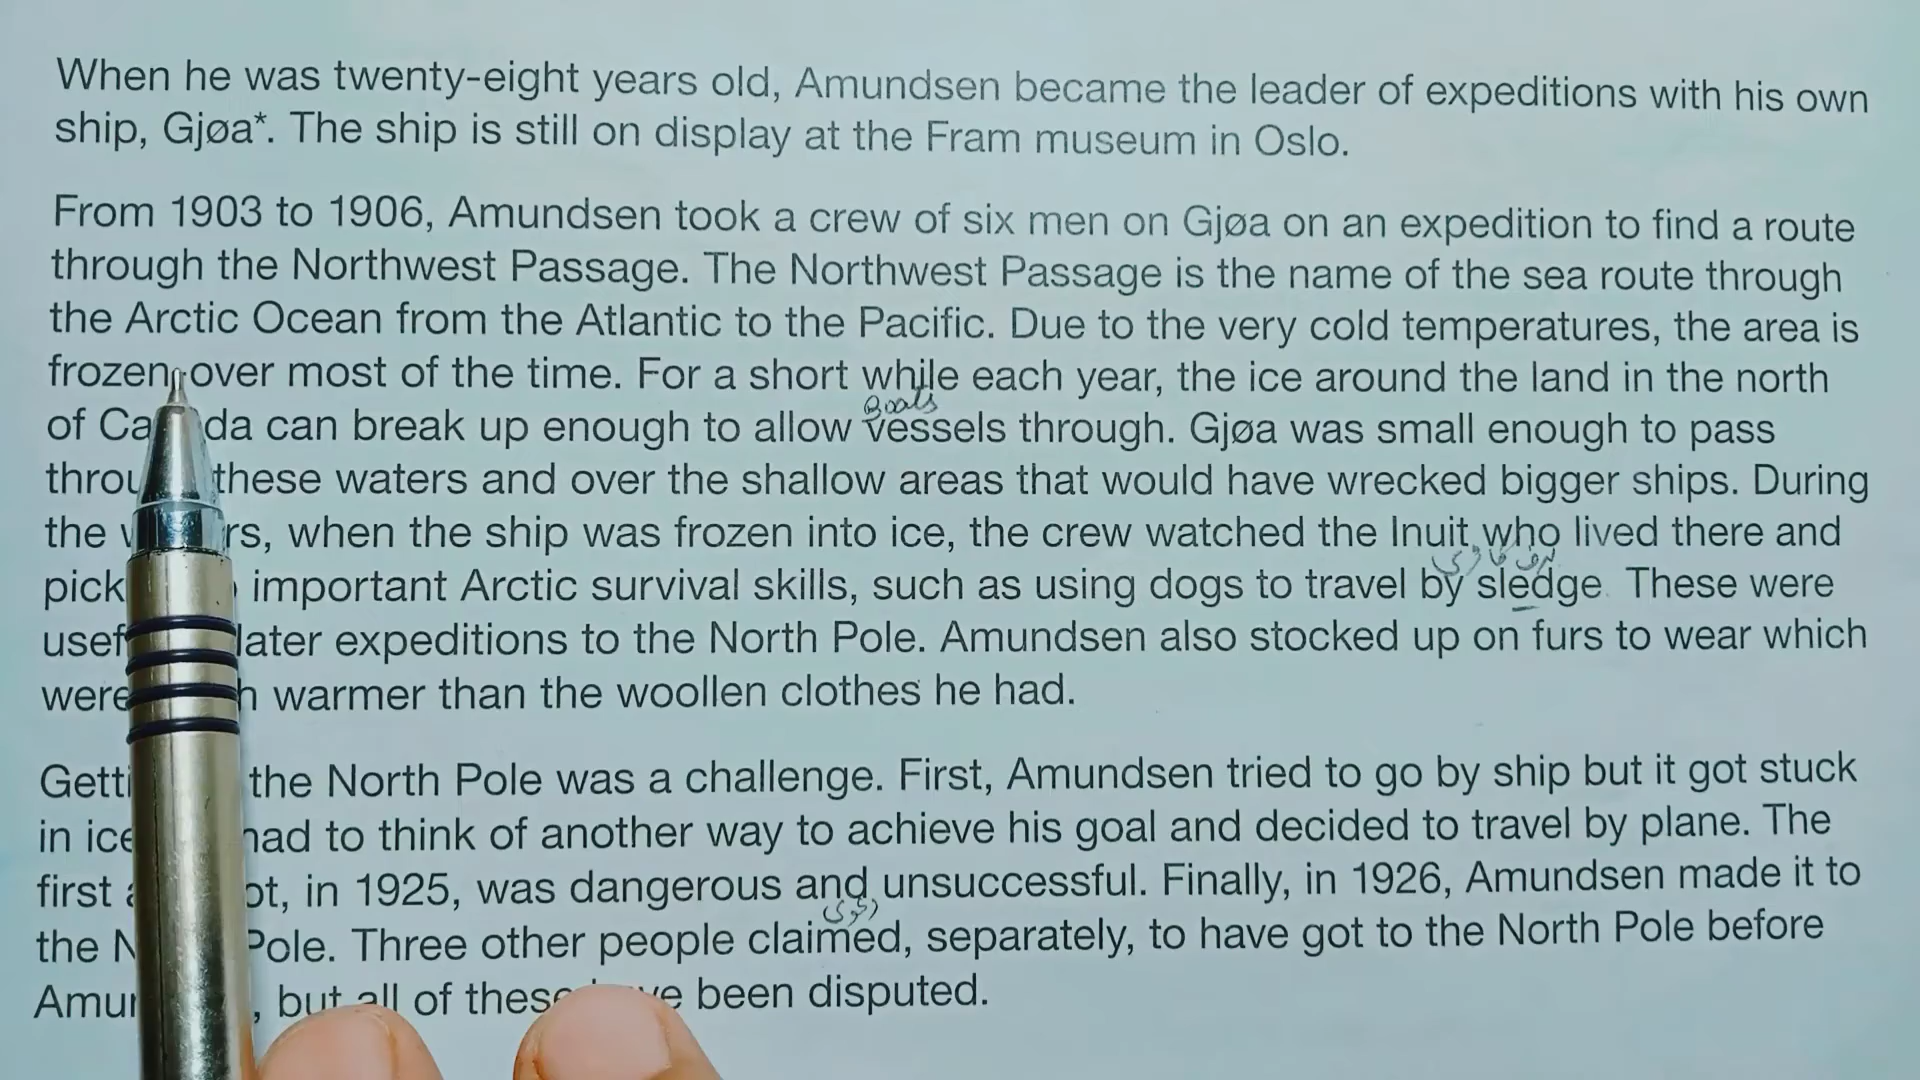 When he was twenty-eight years old, Amundsen became the leader of expeditions with his own
ship, Gjøa*. The ship is still on display at the Fram museum in Oslo.
From 1903 to 1906, Amundsen took a crew of six men on Gjøa on an expedition to find a route
through the Northwest Passage. The Northwest Passage is the name of the sea route through
the Arctic Ocean from the Atlantic to the Pacific. Due to the very cold temperatures, the area is
frozen over most of the time. For a short while each year, the ice around the land in the north
Boats
of Ca da can break up enough to allow vessels through. Gjøa was small enough to pass
throu these waters and over the shallow areas that would have wrecked bigger ships. During
the rs, when the ship was frozen into ice, the crew watched the Inuit who lived there and
pick important Arctic survival skills, such as using dogs to travel by sledge. These were
usef later expeditions to the North Pole. Amundsen also stocked up on furs to wear which
were warmer than the woollen clothes he had.
Getti the North Pole was a challenge. First, Amundsen tried to go by ship but it got stuck
in ice had to think of another way to achieve his goal and decided to travel by plane. The
first pt, in 1925, was dangerous and unsuccessful. Finally, in 1926, Amundsen made it to
the N Pole. Three other people claimed, separately, to have got to the North Pole before
Amun , but all of these been disputed.